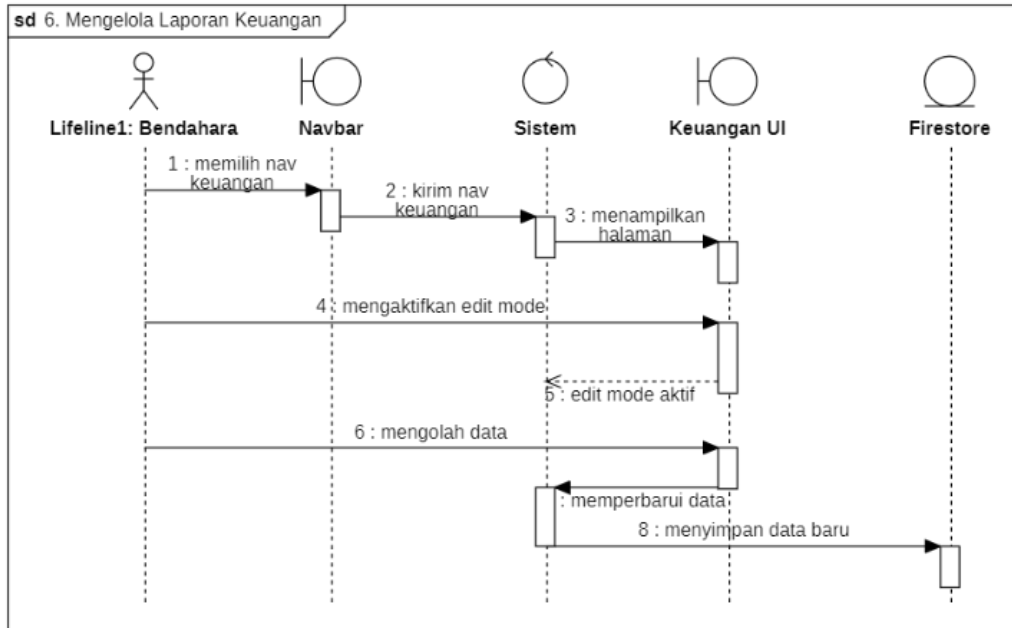 sd 6. Mengelola Laporan Keuangan
Lifeline1: Bendahara
Navbar
Sistem
Keuangan UI
Firestore
1 : memilih nav
keuangan
2 : kirim nav
keuangan
3 : menampilkan
halaman
4 : mengaktifkan edit mode
5 : edit mode aktif
6 : mengolah data
: memperbarui data
8 : menyimpan data baru